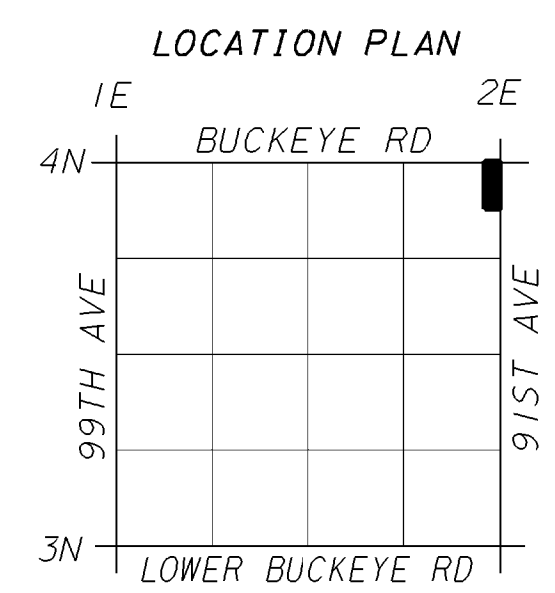 LOCATION PLAN
1E
2E
BUCKEYE RD
4N
99TH AVE
91ST AVE
3N
LOWER BUCKEYE RD